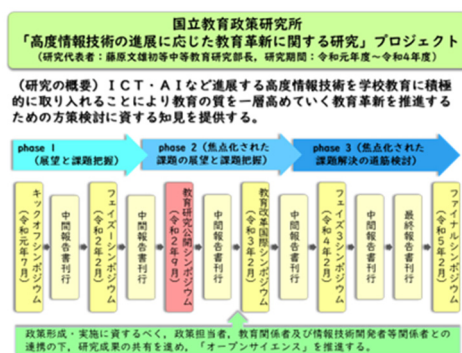 国立教育政策研究所
「高度情報技術の進展に応じた教育革新に関する研究」プロジェクト
(研究代表者:藤原文雄初等中等教育研究部長,研究期間:令和元年度〜令和4年度)
(研究の概要)ICT・AIなど進展する高度情報技術を学校教育に積極
的に取り入れることにより教育の質を一層高めていく教育革新を推進する
ための方策検討に資する知見を提供する。
phase 1
(展望と課題把握)
phase 2(焦点化された
課題の展望と課題把握)
phase 3(焦点化された
課題解決の道筋検討)
キックオフシンポジウム
(令和元年7月)
中間報告書刊行
フェイズ1シンポジウム
(令和2年2月)
中間報告書刊行
教育研究公開シンポジウム
(令和2年9月)
中間報告書刊行
教育改革国際シンポジウム
(令和3年2月)
中間報告書刊行
フェイズ3シンポジウム
(令和4年2月)
中間報告書刊行
最終報告書刊行
ファイナルシンポジウム
(令和5年2月)
政策形成・実施に資するべく,政策担当者,教育関係者及び情報技術開発者等関係者との
連携の下,研究成果の共有を進め,「オープンサイエンス」を推進する。